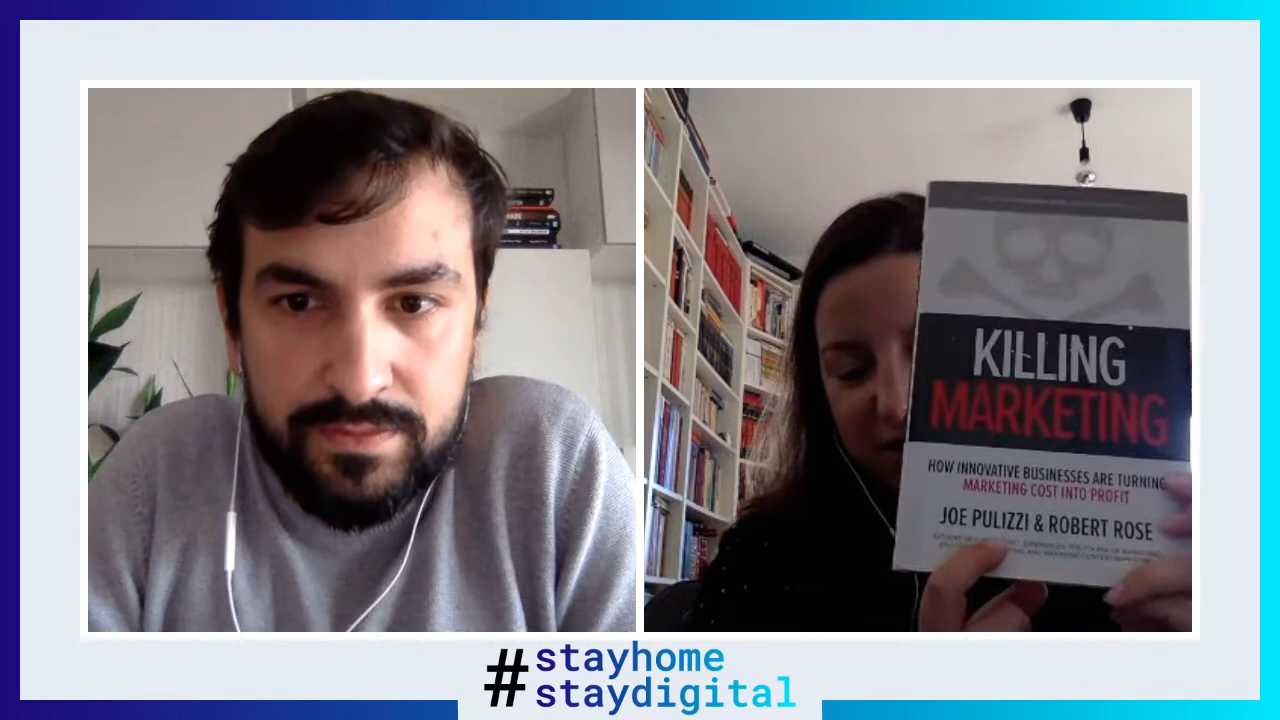 KILLING
MARKETING
HOW INNOVATIVE BUSINESSES ARE TURNING
MARKETING COST INTO PROFIT
JOE PULIZZI & ROBERT ROSE
#stayhome
staydigital